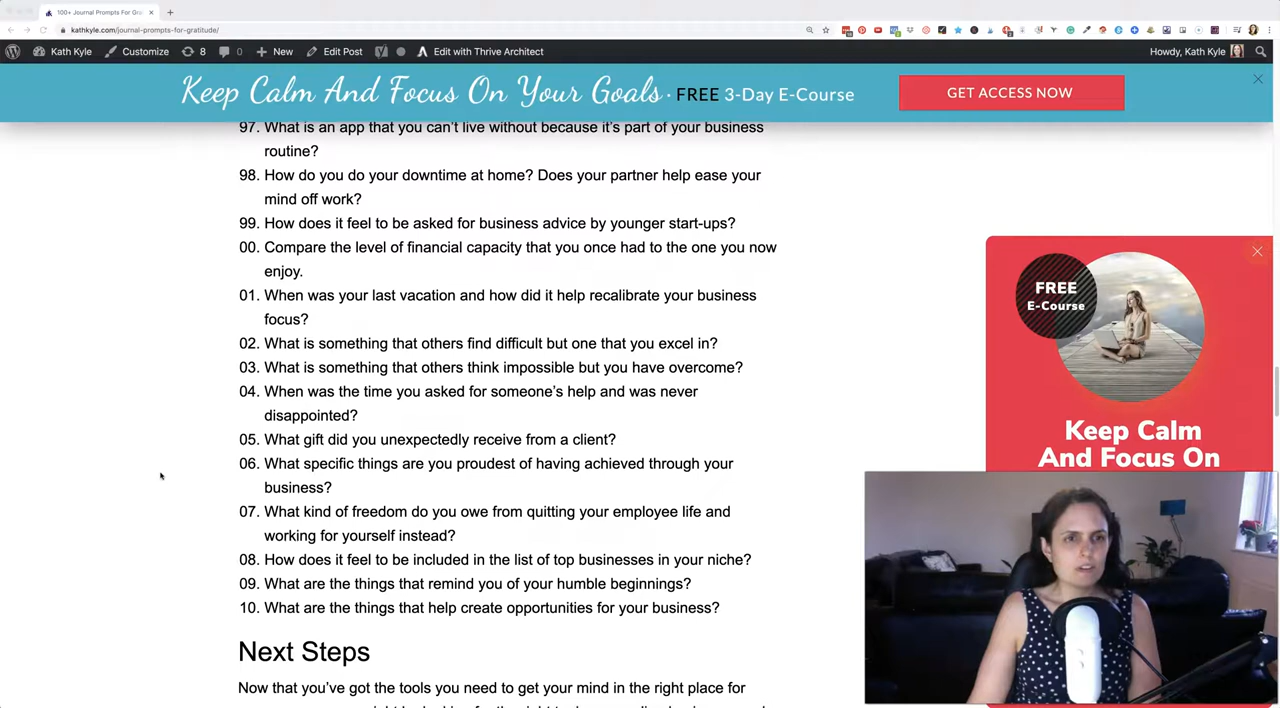 100+ Journal Prompts For Gra
kathkyle.com/journal-prompts-for-gratitude/
Kath Kyle Customize 8 0 New Edit Post Edit with Thrive Architect Howdy, Kath Kyle
Keep Calm And Focus On Your Goals · FREE 3-Day E-Course GET ACCESS NOW
97. What is an app that you can't live without because it's part of your business
routine?
98. How do you do your downtime at home? Does your partner help ease your
mind off work?
99. How does it feel to be asked for business advice by younger start-ups?
00. Compare the level of financial capacity that you once had to the one you now
enjoy.
01. When was your last vacation and how did it help recalibrate your business
focus?
02. What is something that others find difficult but one that you excel in?
03. What is something that others think impossible but you have overcome?
04. When was the time you asked for someone's help and was never
disappointed?
05. What gift did you unexpectedly receive from a client?
06. What specific things are you proudest of having achieved through your
business?
07. What kind of freedom do you owe from quitting your employee life and
working for yourself instead?
08. How does it feel to be included in the list of top businesses in your niche?
09. What are the things that remind you of your humble beginnings?
10. What are the things that help create opportunities for your business?
Next Steps
Now that you've got the tools you need to get your mind in the right place for
FREE
E-Course
Keep Calm
And Focus On